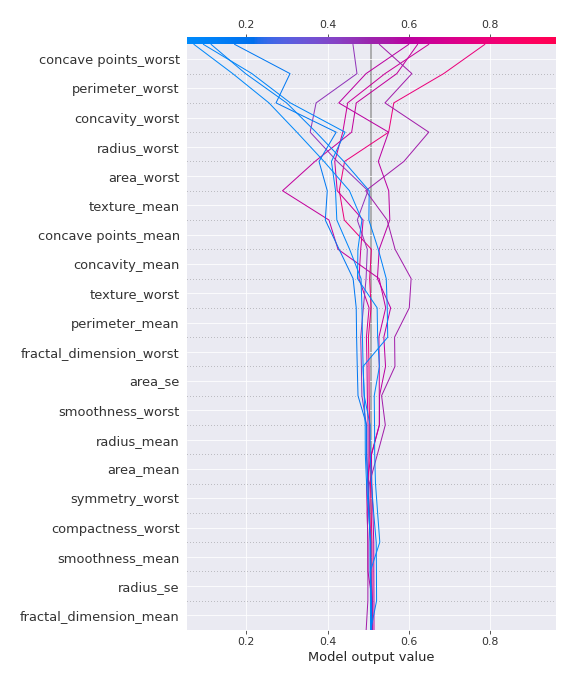 0.2 0.4 0.6 0.8
concave points_worst
perimeter_worst
concavity_worst
radius_worst
area_worst
texture_mean
concave points_mean
concavity_mean
texture_worst
perimeter_mean
fractal_dimension_worst
area_se
smoothness_worst
radius_mean
area_mean
symmetry_worst
compactness_worst
smoothness_mean
radius_se
fractal_dimension_mean
0.2 0.4 0.6 0.8
Model output value